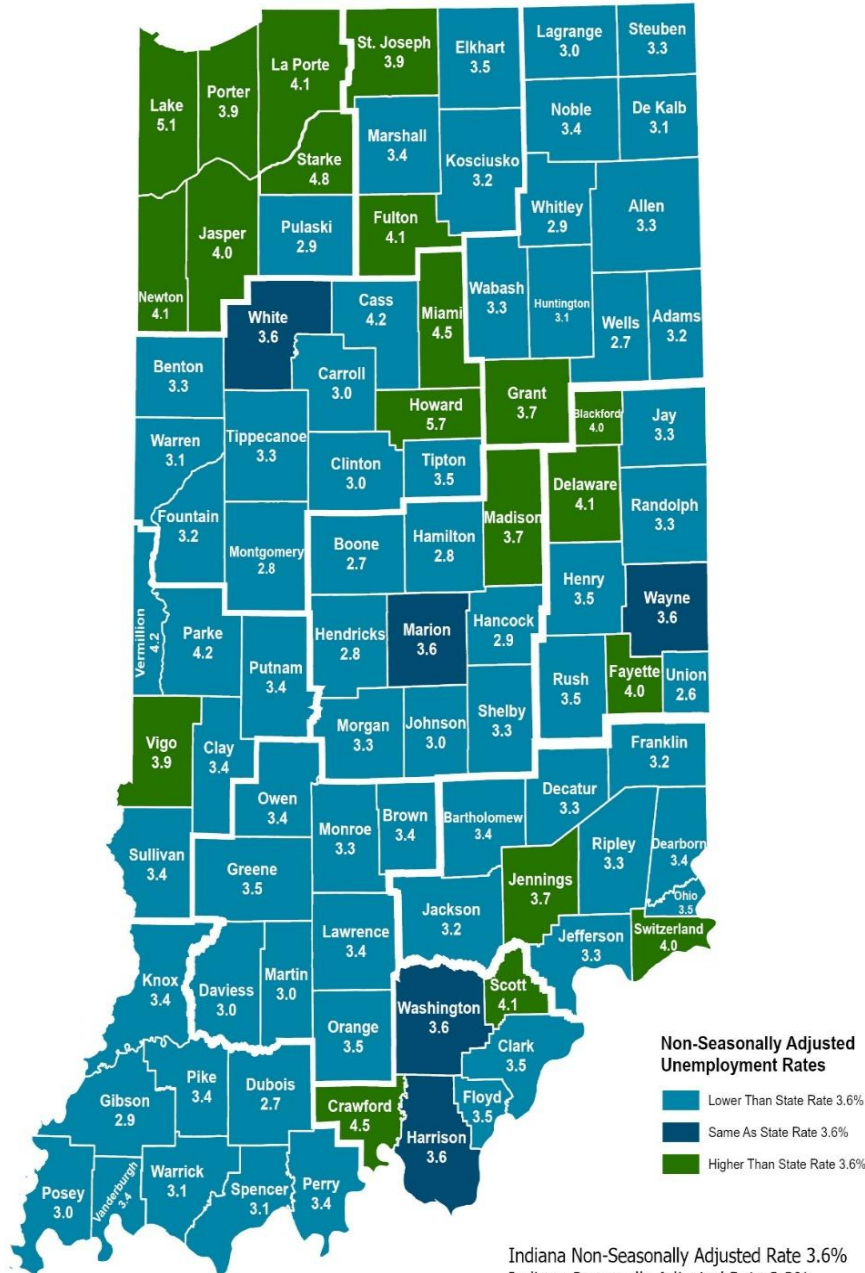 St. Joseph
3.9
Elkhart
3.5
Lagrange
3.0
Steuben
3.3
La Porte
4.1
Porter
3.9
Lake
5.1
Noble
3.4
De Kalb
3.1
Marshall
3.4
Starke
4.8
Kosciusko
3.2
Whitley
2.9
Allen
3.3
Jasper
4.0
Pulaski
2.9
Fulton
4.1
Newton
4.1
White
3.6
Cass
4.2
Miami
4.5
Wabash
3.3
Huntington
3.1
Wells
2.7
Adams
3.2
Benton
3.3
Carroll
3.0
Howard
5.7
Grant
3.7
Blackford
4.0
Jay
3.3
Warren
3.1
Tippecanoe
3.3
Clinton
3.0
Tipton
3.5
Delaware
4.1
Randolph
3.3
Fountain
3.2
Montgomery
2.8
Boone
2.7
Hamilton
2.8
Madison
3.7
Henry
3.5
Wayne
3.6
Vermillion
4.2
Parke
4.2
Putnam
3.4
Hendricks
2.8
Marion
3.6
Hancock
2.9
Rush
3.5
Fayette
4.0
Union
2.6
Vigo
3.9
Clay
3.4
Morgan
3.3
Johnson
3.0
Shelby
3.3
Franklin
3.2
Owen
3.4
Monroe
3.3
Brown
3.4
Bartholomew
3.4
Decatur
3.3
Ripley
3.3
Dearborn
3.4
Sullivan
3.4
Greene
3.5
Jennings
3.7
Ohio
3.5
Lawrence
3.4
Jackson
3.2
Jefferson
3.3
Switzerland
4.0
Knox
3.4
Daviess
3.0
Martin
3.0
Orange
3.5
Washington
3.6
Scott
4.1
Clark
3.5
Gibson
2.9
Pike
3.4
Dubois
2.7
Crawford
4.5
Harrison
3.6
Floyd
3.5
Posey
3.0
Vanderburgh
3.4
Warrick
3.1
Spencer
3.1
Perry
3.4
Non-Seasonally Adjusted
Unemployment Rates
Lower Than State Rate 3.6%
Same As State Rate 3.6%
Higher Than State Rate 3.6%
Indiana Non-Seasonally Adjusted Rate 3.6%